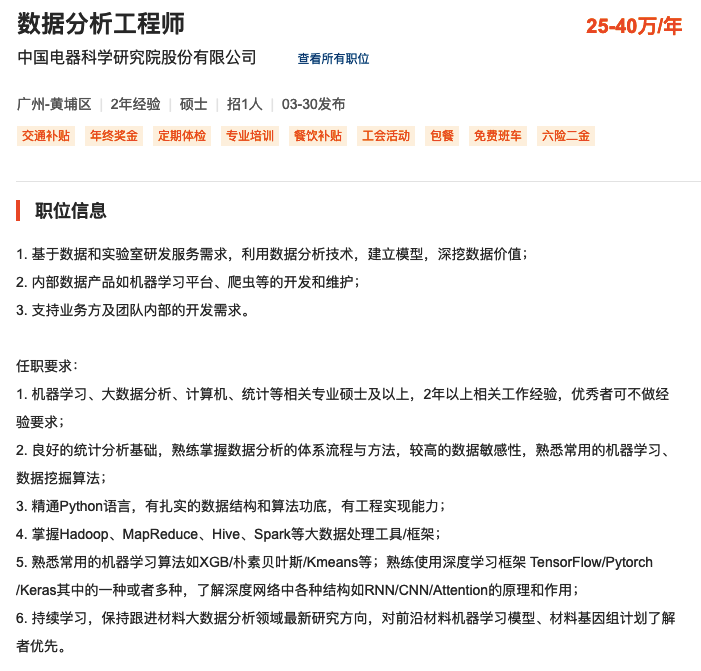 数据分析工程师
25-40万/年
中国电器科学研究院股份有限公司 查看所有职位
广州-黄埔区 | 2年经验 | 硕士 | 招1人 | 03-30发布
交通补贴 年终奖金 定期体检 专业培训 餐饮补贴 工会活动 包餐 免费班车 六险二金
职位信息
1. 基于数据和实验室研发服务需求，利用数据分析技术，建立模型，深挖数据价值；
2. 内部数据产品如机器学习平台、爬虫等的开发和维护；
3. 支持业务方及团队内部的开发需求。
任职要求：
1. 机器学习、大数据分析、计算机、统计等相关专业硕士及以上，2年以上相关工作经验，优秀者可不做经
验要求；
2. 良好的统计分析基础，熟练掌握数据分析的体系流程与方法，较高的数据敏感性，熟悉常用的机器学习、
数据挖掘算法；
3. 精通Python语言，有扎实的数据结构和算法功底，有工程实现能力；
4. 掌握Hadoop、MapReduce、Hive、Spark等大数据处理工具/框架；
5. 熟悉常用的机器学习算法如XGB/朴素贝叶斯/Kmeans等；熟练使用深度学习框架 TensorFlow/Pytorch
/Keras其中的一种或者多种，了解深度网络中各种结构如RNN/CNN/Attention的原理和作用；
6. 持续学习，保持跟进材料大数据分析领域最新研究方向，对前沿材料机器学习模型、材料基因组计划了解
者优先。